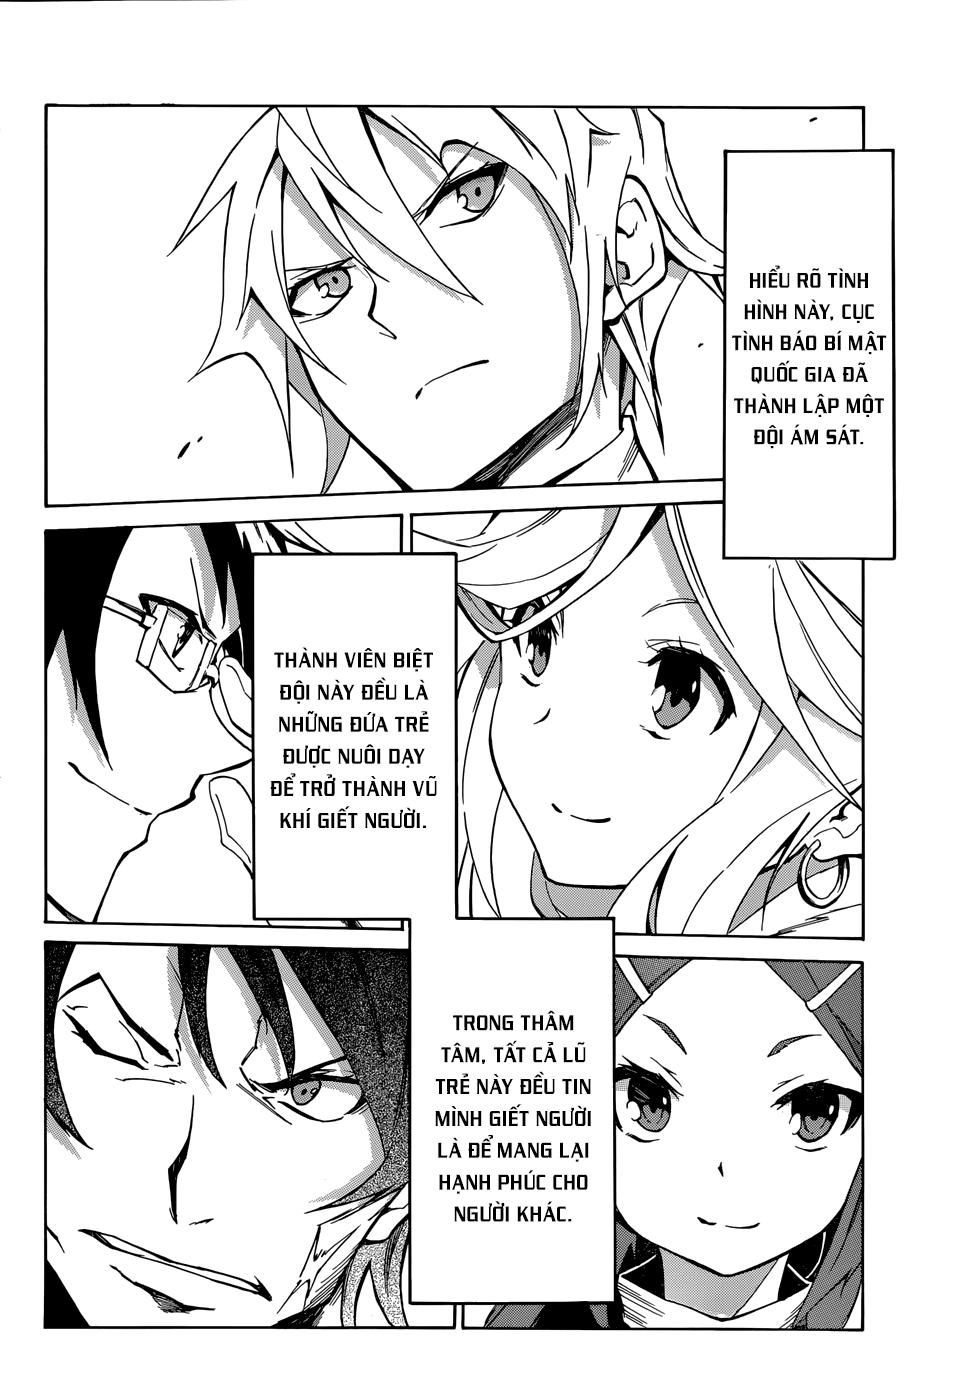 HIỂU RÕ TÌNH
HÌNH NÀY, CỤC
TÌNH BÁO BÍ MẬT
QUỐC GIA ĐÃ
THÀNH LẬP MỘT
ĐỘI ÁM SÁT.
THÀNH VIÊN BIỆT
ĐỘI NÀY ĐỀU LÀ
NHỮNG ĐỨA TRẺ
ĐƯỢC NUÔI DẠY
ĐỂ TRỞ THÀNH VŨ
KHÍ GIẾT NGƯỜI.
TRONG THÂM
TÂM, TẤT CẢ LŨ
TRẺ NÀY ĐỀU TIN
MÌNH GIẾT NGƯỜI
LÀ ĐỂ MANG LẠI
HẠNH PHÚC CHO
NGƯỜI KHÁC.